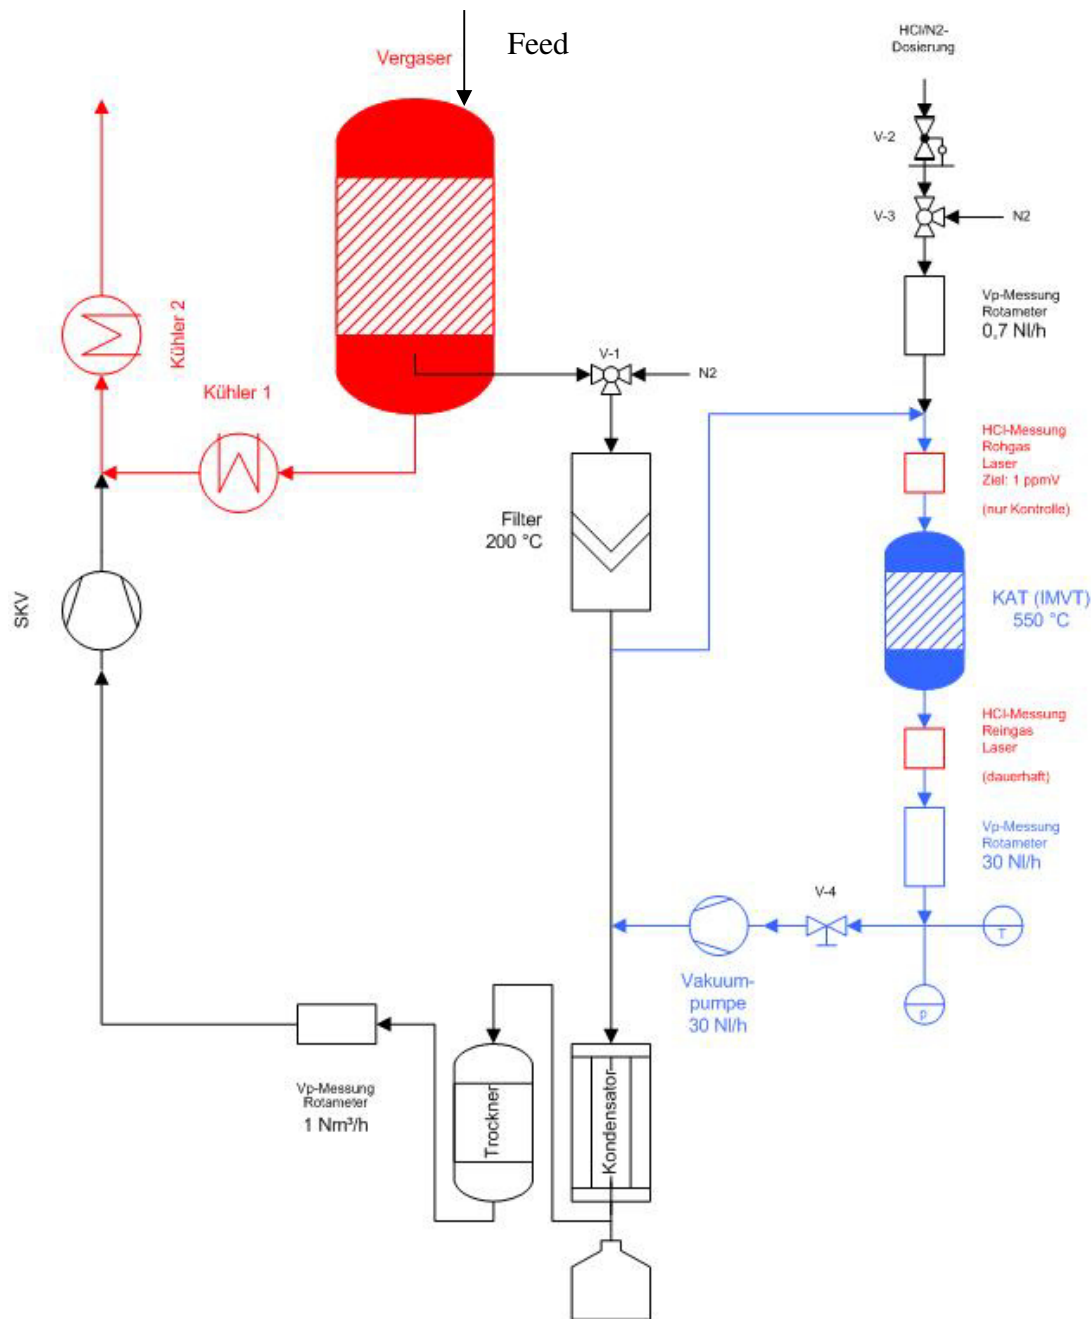 Feed
Vergaser
HCl/N2-
Dosierung
V-2
V-3
N2
Kühler 2
Vp-Messung
Rotameter
0,7 Nl/h
V-1
N2
Kühler 1
HCl-Messung
Rohgas
Laser
Ziel: 1 ppmV
(nur Kontrolle)
Filter
200 °C
SKV
KAT (IMVT)
550 °C
HCl-Messung
Reingas
Laser
(dauerhaft)
Vp-Messung
Rotameter
30 Nl/h
V-4
T
Vakuum-
pumpe
30 Nl/h
p
Vp-Messung
Rotameter
1 Nm³/h
Trockner
Kondensator